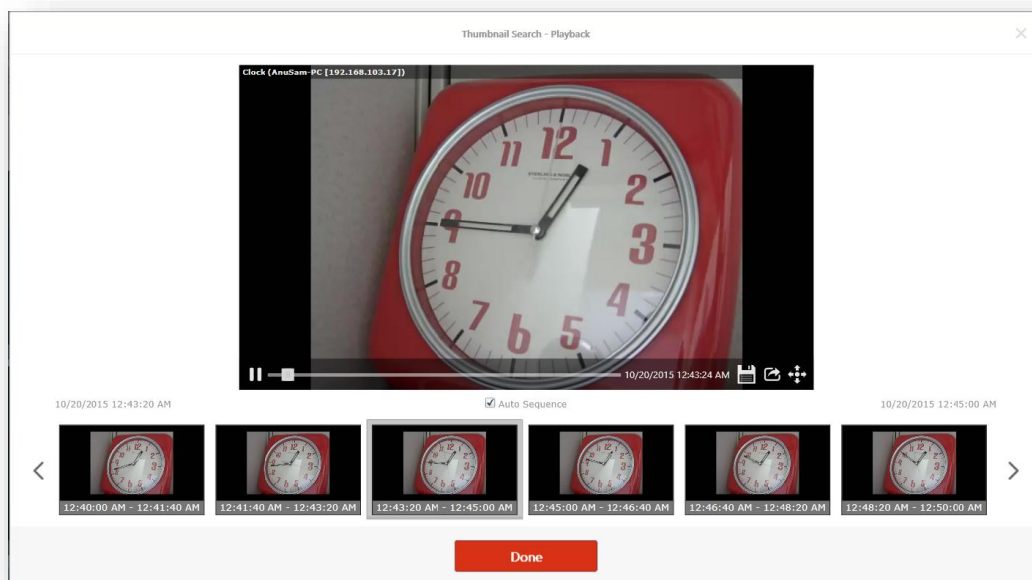 Thumbnail Search - Playback
Clock (AnuSam-PC [192.168.103.17])
12
11
1
10
2
9
3
8
4
7
5
6
10/20/2015 12:43:24 AM
10/20/2015 12:43:20 AM
Auto Sequence
10/20/2015 12:45:00 AM
12:40:00 AM - 12:41:40 AM
12:41:40 AM - 12:43:20 AM
12:43:20 AM - 12:45:00 AM
12:45:00 AM - 12:46:40 AM
12:46:40 AM - 12:48:20 AM
12:48:20 AM - 12:50:00 AM
Done